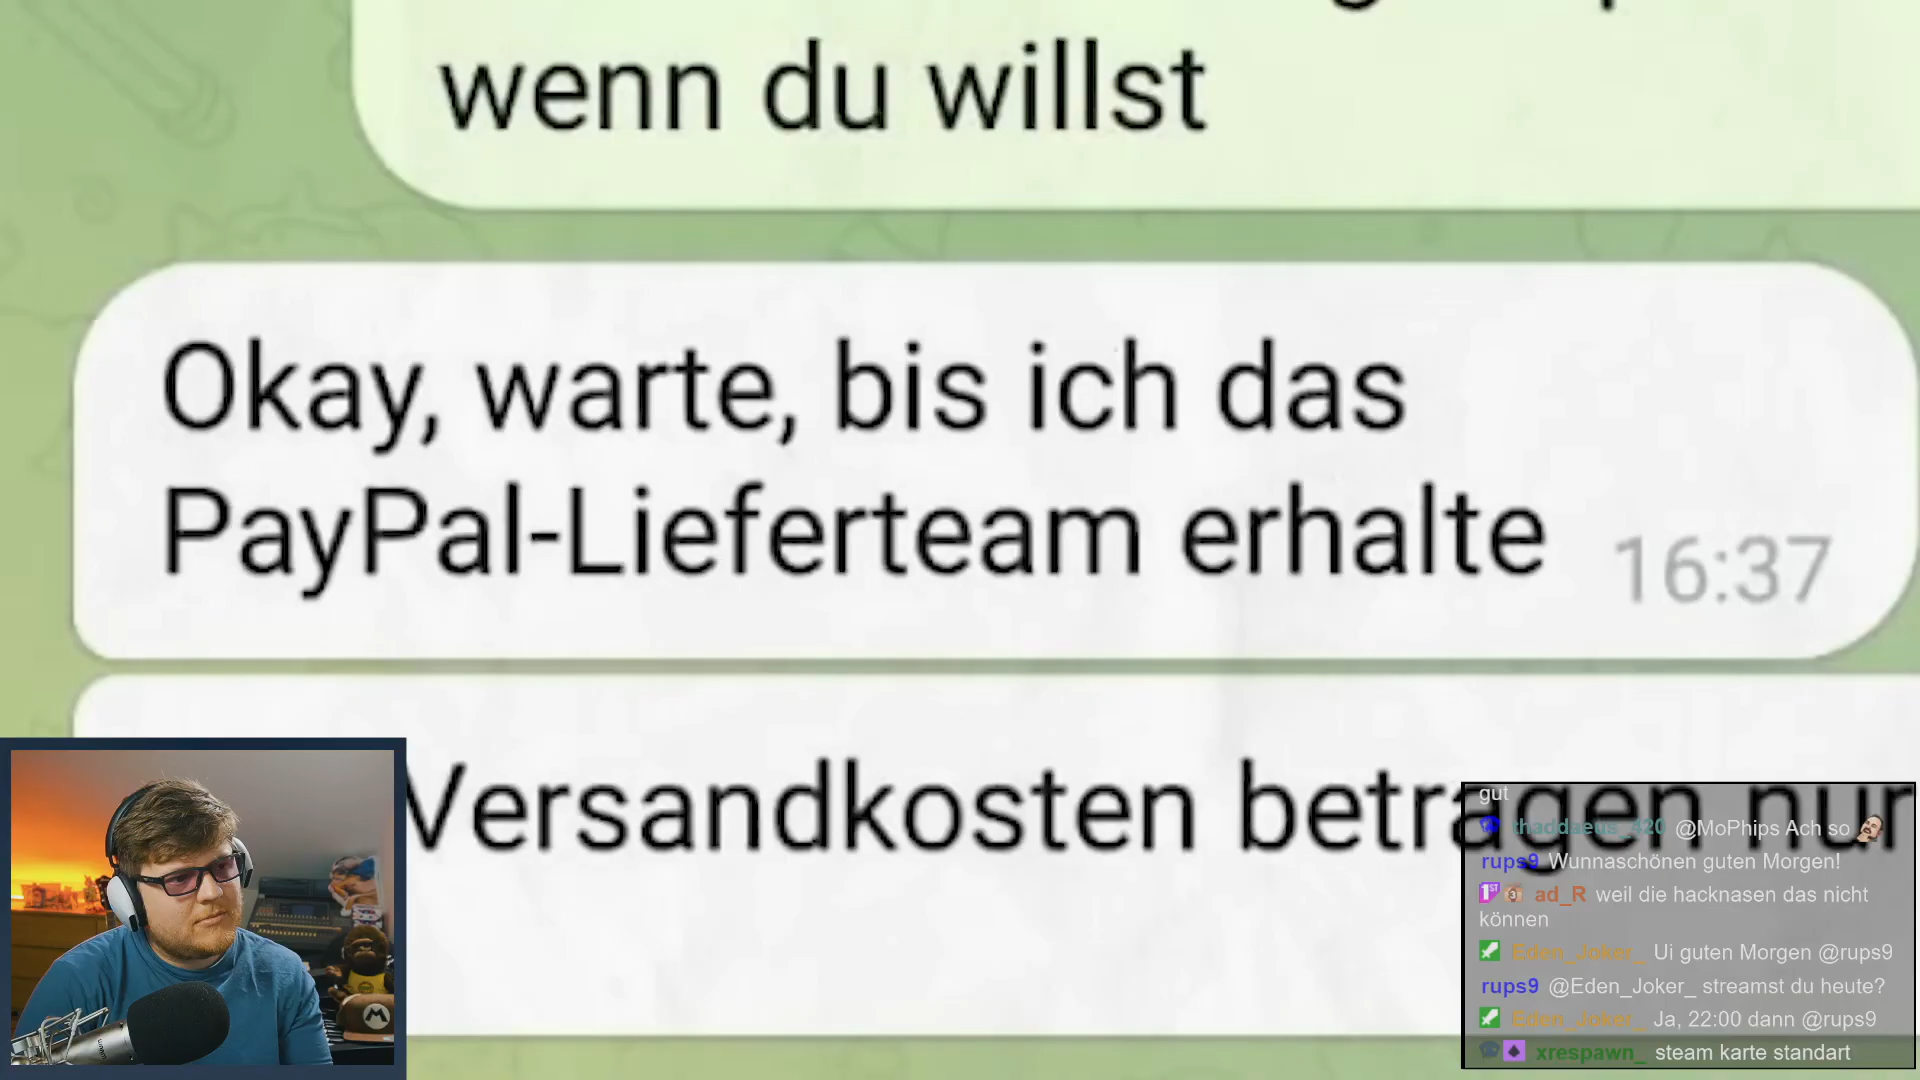 wenn du willst
Okay, warte, bis ich das
PayPal-Lieferteam erhalte
16:37
Versandkosten betragen nur
gut
thaddaeus_420 @MoPhips Ach so
rups9 Wunnaschönen guten Morgen!
ad_R weil die hacknasen das nicht
können
Eden_Joker_ Ui guten Morgen @rups9
rups9 @Eden_Joker_ streamst du heute?
Eden_Joker_ Ja, 22:00 dann @rups9
xrespawn_ steam karte standart